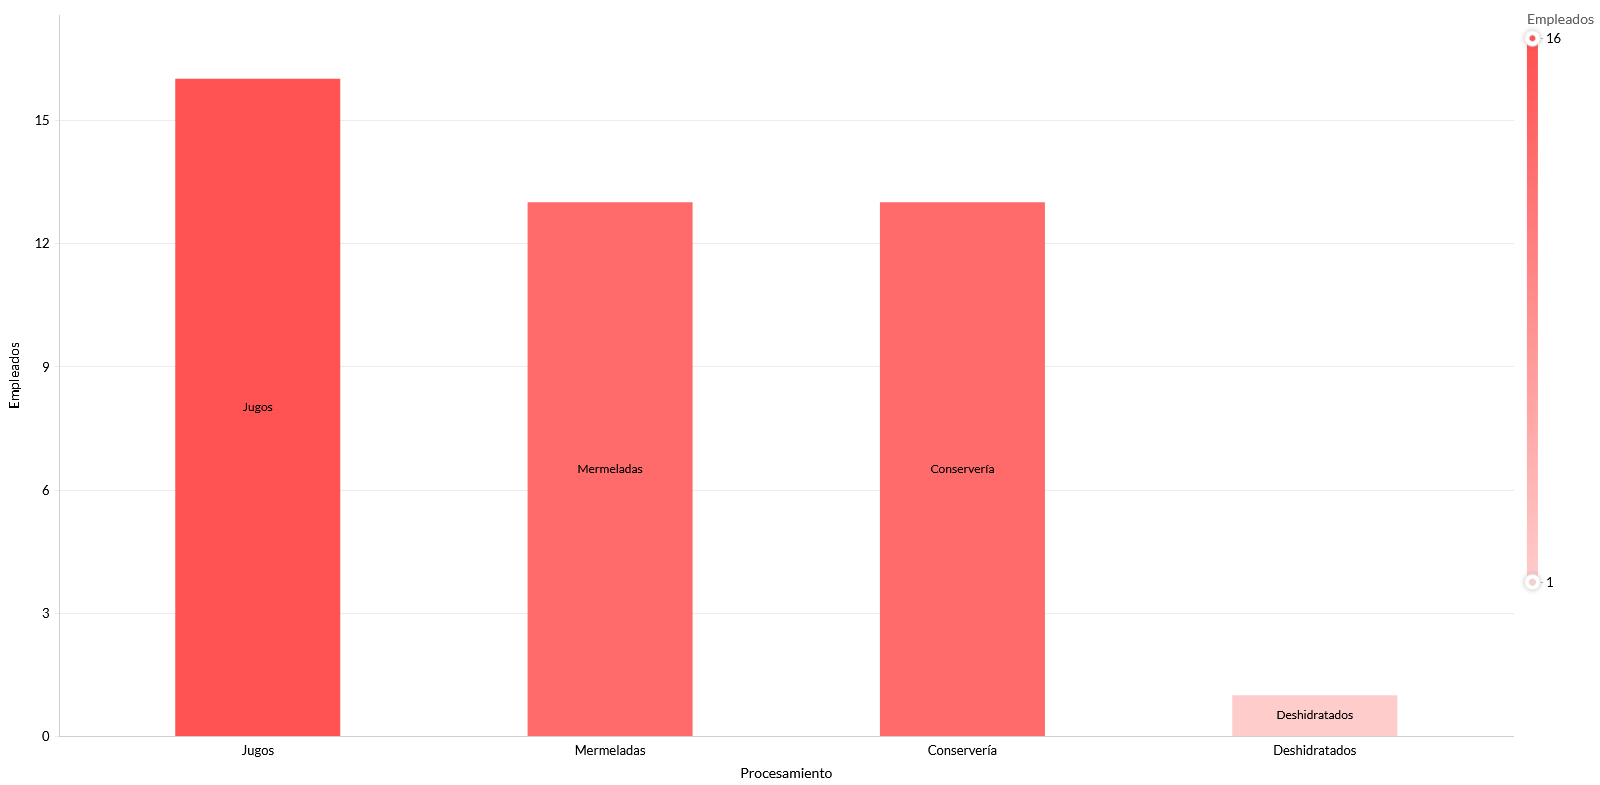 Empleados
16
1
15
12
9
6
3
0
Empleados
Jugos
Mermeladas
Conservería
Deshidratados
Jugos
Mermeladas
Conservería
Deshidratados
Procesamiento